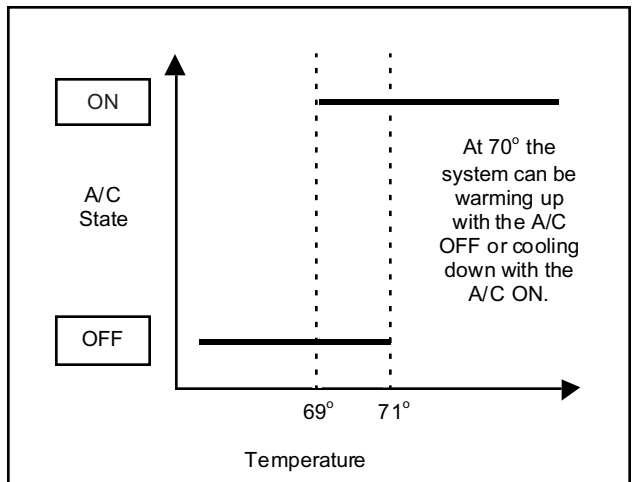 ON
A/C
State
OFF
At 70° the
system can be
warming up
with the A/C
OFF or cooling
down with the
A/C ON.
69° 71°
Temperature